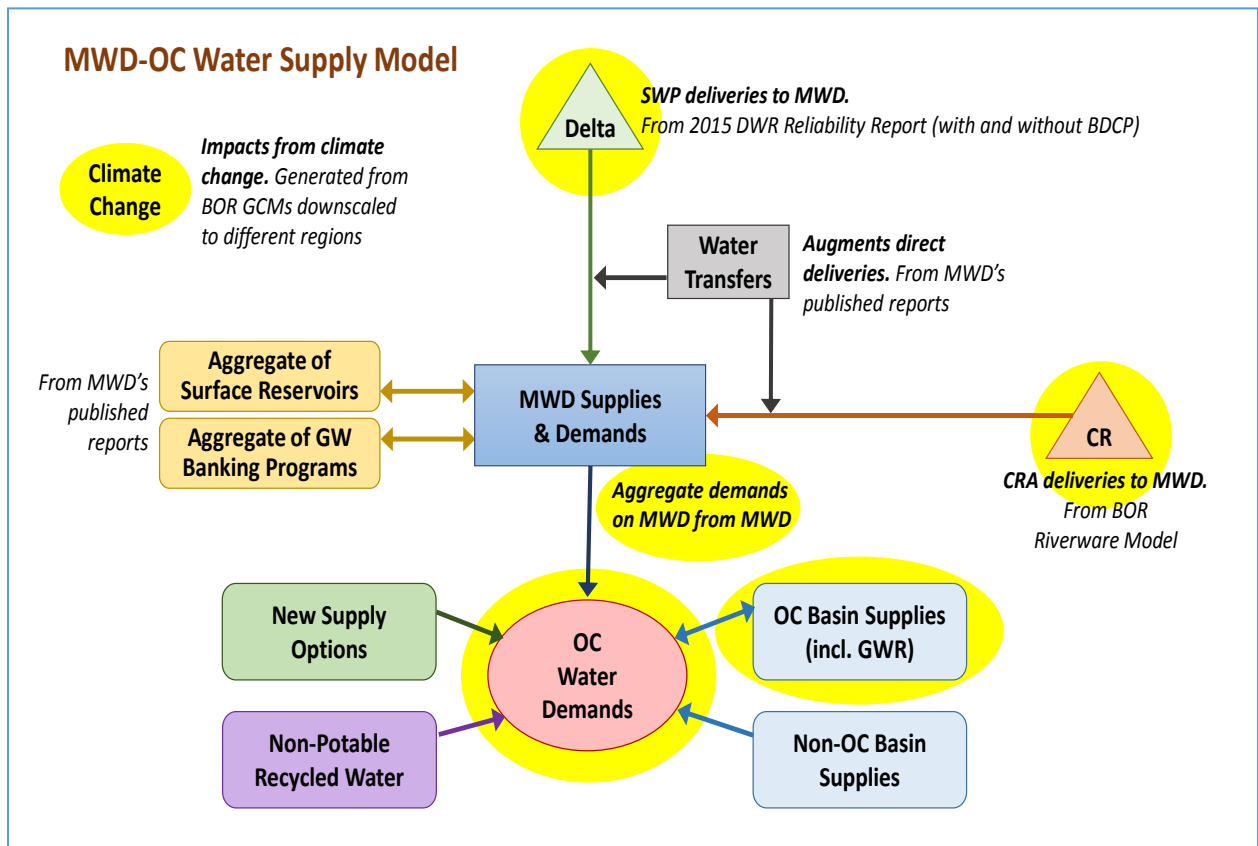 MWD-OC Water Supply Model
SWP deliveries to MWD.
From 2015 DWR Reliability Report (with and without BDCP)
Delta
Climate
Change
Impacts from climate
change. Generated from
BOR GCMs downscaled
to different regions
Water
Transfers
Augments direct
deliveries. From MWD’s
published reports
From MWD’s
published
reports
Aggregate of
Surface Reservoirs
Aggregate of GW
Banking Programs
MWD Supplies
& Demands
CR
CRA deliveries to MWD.
From BOR
Riverware Model
Aggregate demands
on MWD from MWD
New Supply
Options
OC
Water
Demands
OC Basin Supplies
(incl. GWR)
Non-Potable
Recycled Water
Non-OC Basin
Supplies